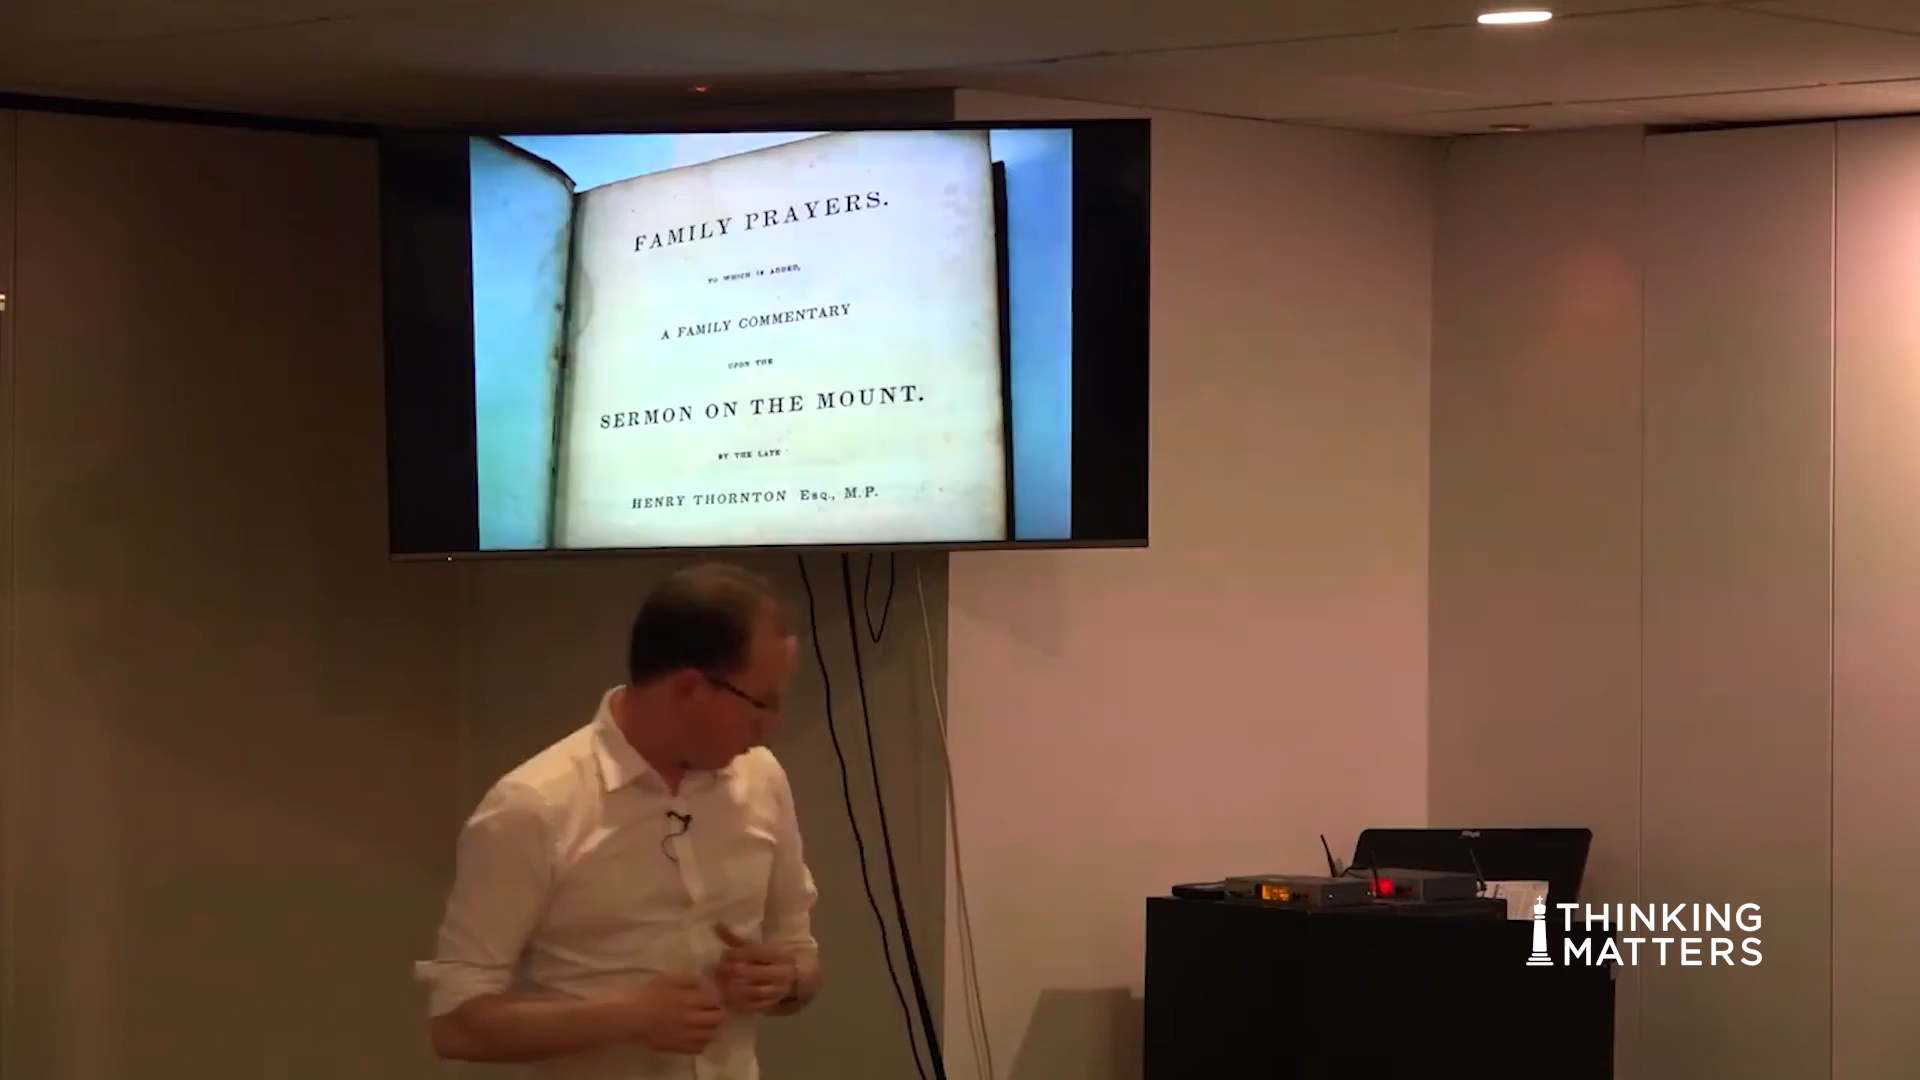 FAMILY PRAYERS.
TO WHICH IS ADDED,
A FAMILY COMMENTARY
UPON THE
SERMON ON THE MOUNT.
BY THE LATE
HENRY THORNTON Esq., M.P.
THINKING
MATTERS